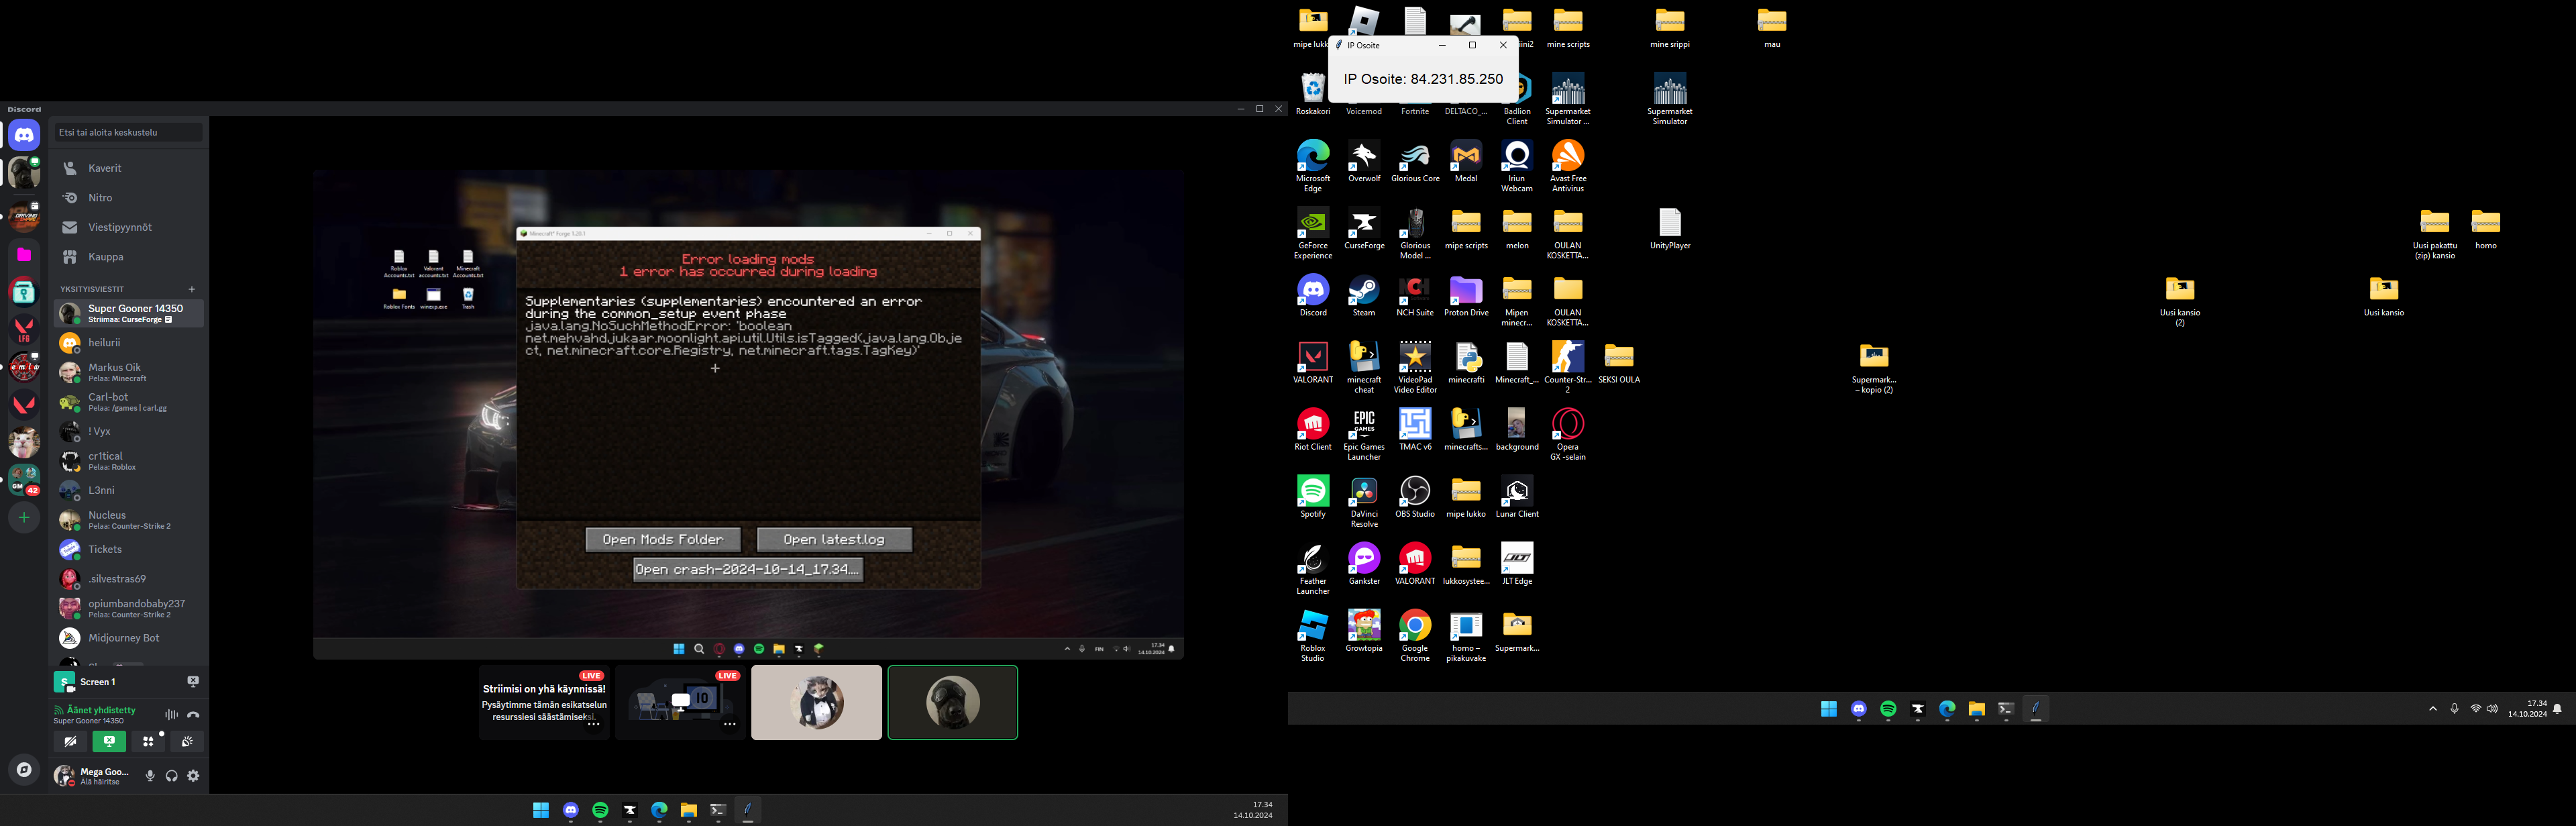 Discord
Etsi tai aloita keskustelu
Kaverit
Nitro
Viestipyynnöt
Kauppa
YKSITYISVIESTIT
Super Gooner 14350
Striimaa: CurseForge
heilurii
Markus Oik
Pelaa: Minecraft
Carl-bot
Pelaa: /games | carl.gg
! Vyx
cr1tical
Pelaa: Roblox
L3nni
Nucleus
Pelaa: Counter-Strike 2
Tickets
.silvestras69
opiumbandobaby237
Pelaa: Counter-Strike 2
Midjourney Bot
LFG
GM
42
Screen 1
Äänet yhdistetty
Super Gooner 14350
Mega Goo...
Älä häiritse
Roblox Accounts.txt
Valorant accounts.txt
Minecraft Accounts.txt
Roblox Fonts
winexp.exe
Trash
Minecraft* Forge 1.20.1
Error loading mods
1 error has occurred during loading
Supplementaries (supplementaries) encountered an error
during the common_setup event phase
java.lang.NoSuchMethodError: 'boolean
net.mehvahdjukaar.moonlight.api.util.Utils.isTagged(java.lang.Obje
ct, net.minecraft.core.Registry, net.minecraft.tags.TagKey)'
Open Mods Folder
Open latest.log
Open crash-2024-10-14_17.34....
FIN
17.34
14.10.2024
LIVE
Striimisi on yhä käynnissä!
Pysäytimme tämän esikatselun
resurssiesi säästämiseksi.
LIVE
17.34
14.10.2024
mipe lukk
ini2
mine scripts
mine srippi
mau
IP Osoite
IP Osoite: 84.231.85.250
Roskakori
Voicemod
Fortnite
DELTACO_...
Badlion
Client
Supermarket
Simulator ...
Supermarket
Simulator
Microsoft
Edge
Overwolf
Glorious Core
Medal
Iriun
Webcam
Avast Free
Antivirus
GeForce
Experience
CurseForge
Glorious
Model ...
mipe scripts
melon
OULAN
KOSKETTA...
UnityPlayer
Uusi pakattu
(zip) kansio
homo
Discord
Steam
NCH Suite
Proton Drive
Mipen
minecr...
OULAN
KOSKETTA...
Uusi kansio
(2)
Uusi kansio
VALORANT
minecraft
cheat
VideoPad
Video Editor
minecrafti
Minecraft_...
Counter-Str...
2
SEKSI OULA
Supermark...
– kopio (2)
Riot Client
Epic Games
Launcher
TMAC v6
minecrafts...
background
Opera
GX -selain
Spotify
DaVinci
Resolve
OBS Studio
mipe lukko
Lunar Client
Feather
Launcher
Gankster
VALORANT
lukkosystee...
JLT Edge
Roblox
Studio
Growtopia
Google
Chrome
homo –
pikakuvake
Supermark...
17.34
14.10.2024